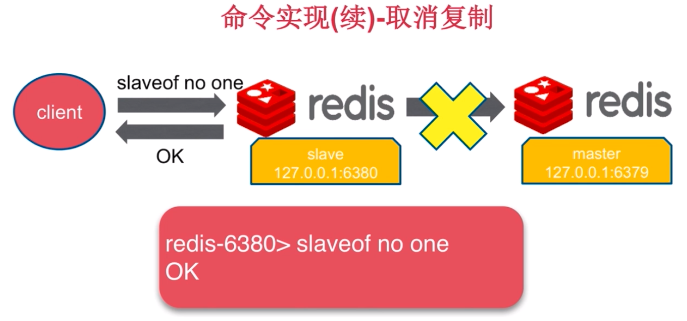 命令实现(续)-取消复制
slaveof no one
client
OK
redis
slave
127.0.0.1:6380
redis
master
127.0.0.1:6379
redis-6380> slaveof no one
OK